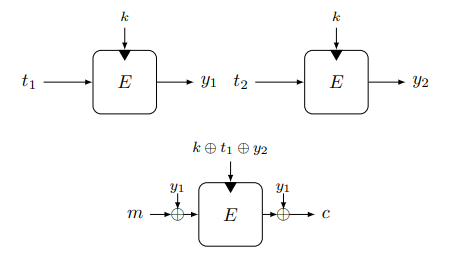 k k
t₁ E y₁ t₂ E y₂
k ⊕ t₁ ⊕ y₂
y₁ y₁
m E c